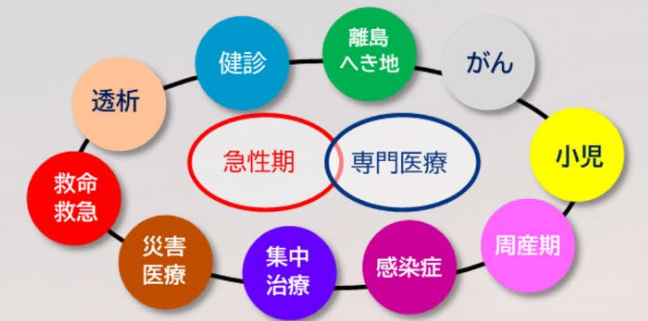 健診
離島
へき地
がん
透析
急性期
専門医療
小児
救命
救急
災害
医療
集中
治療
感染症
周産期